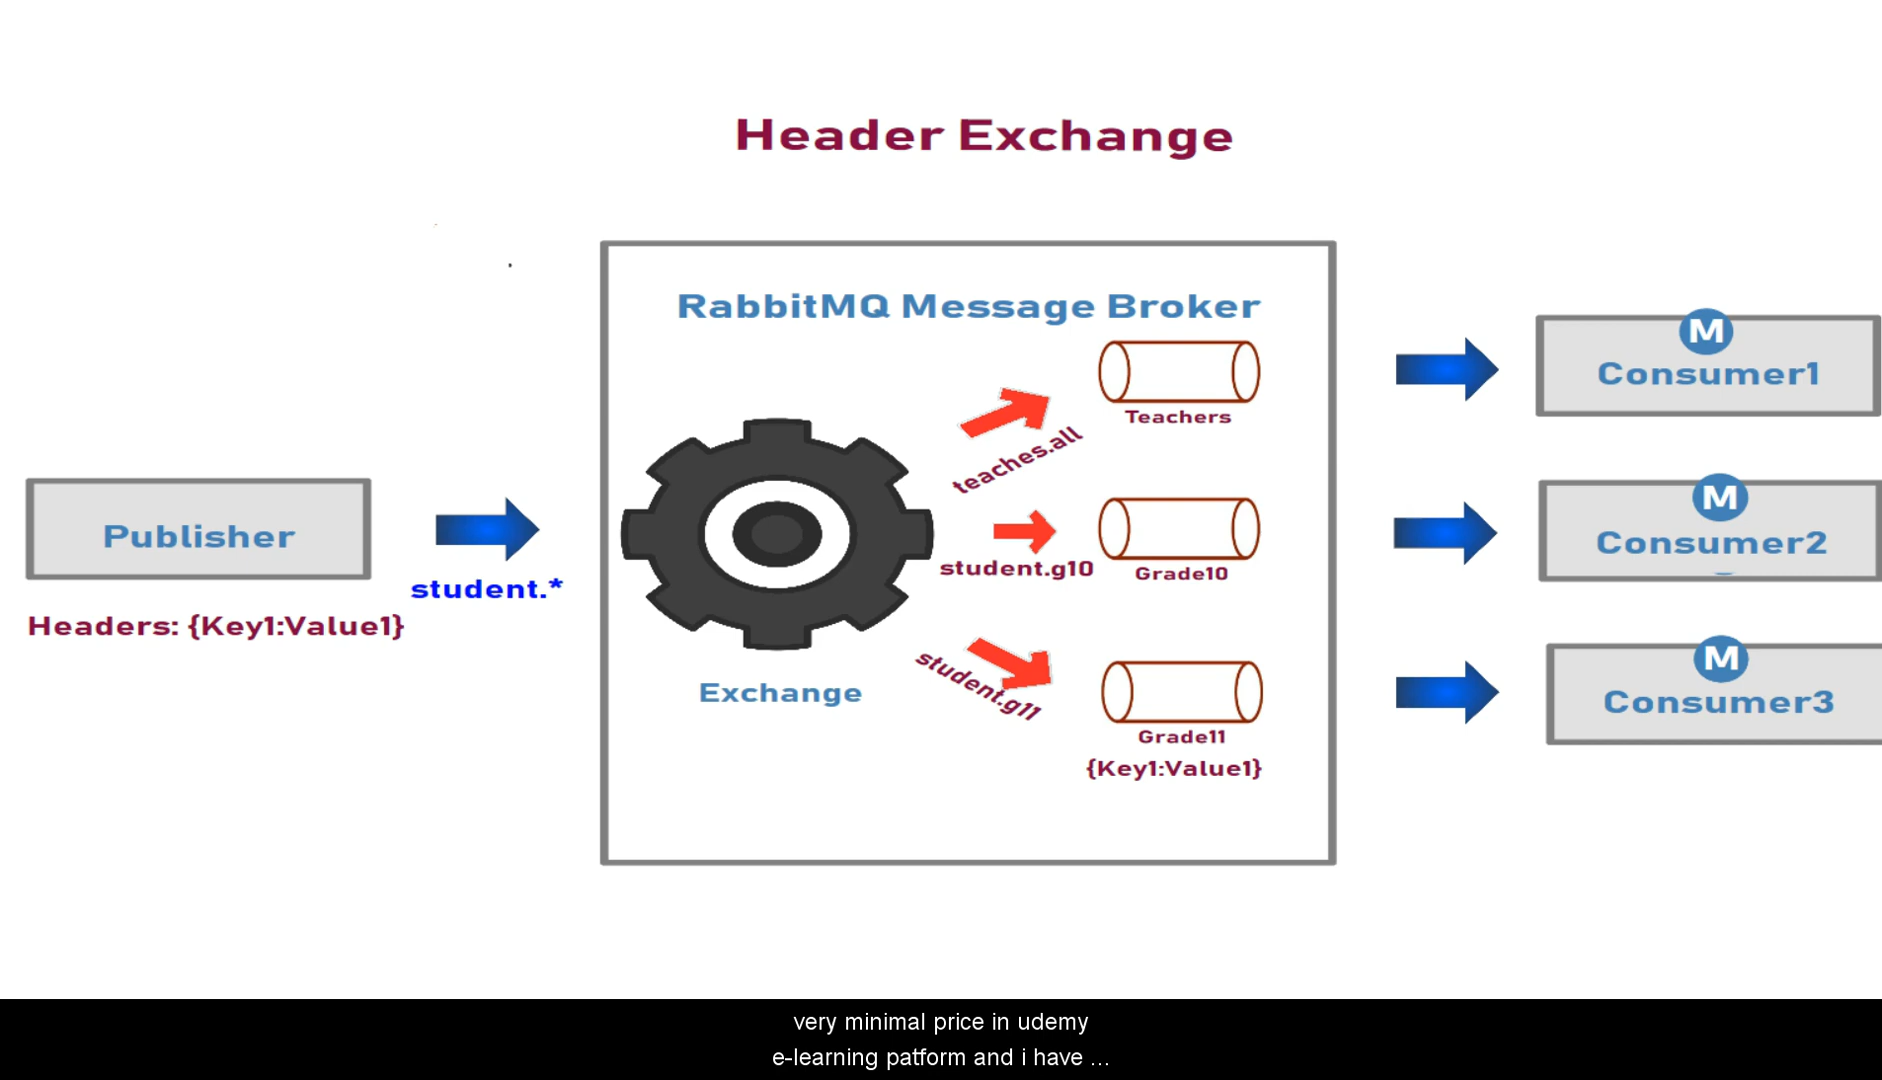 Header Exchange
RabbitMQ Message Broker
Publisher
student.*
Headers: {Key1:Value1}
Exchange
teaches.all
student.g10
student.g11
Teachers
Grade10
Grade11
{Key1:Value1}
M
Consumer1
M
Consumer2
M
Consumer3
very minimal price in udemy
e-learning patform and i have ...